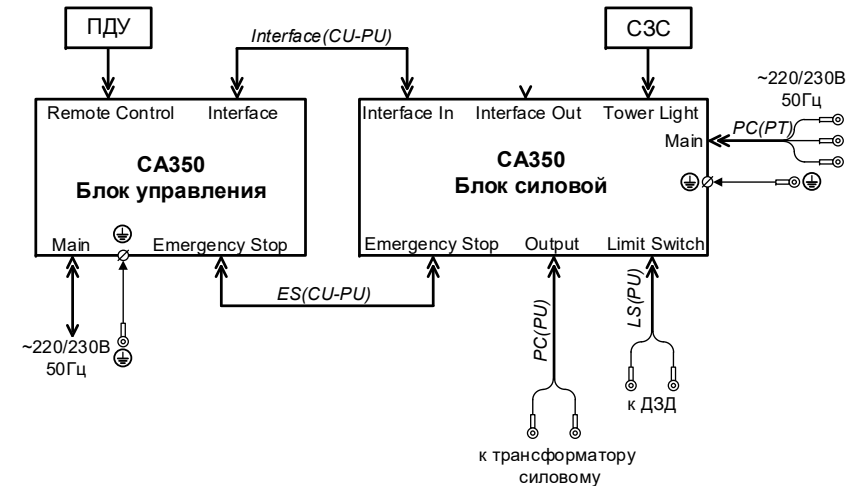 ПДУ
Interface(CU-PU)
СЗС
~220/230В
50Гц
Remote Control
Interface
Interface In
Interface Out
Tower Light
PC(PT)
Main
СА350
Блок управления
СА350
Блок силовой
Main
Emergency Stop
Emergency Stop
Output
Limit Switch
ES(CU-PU)
PC(PU)
LS(PU)
~220/230В
50Гц
к ДЗД
к трансформатору
силовому